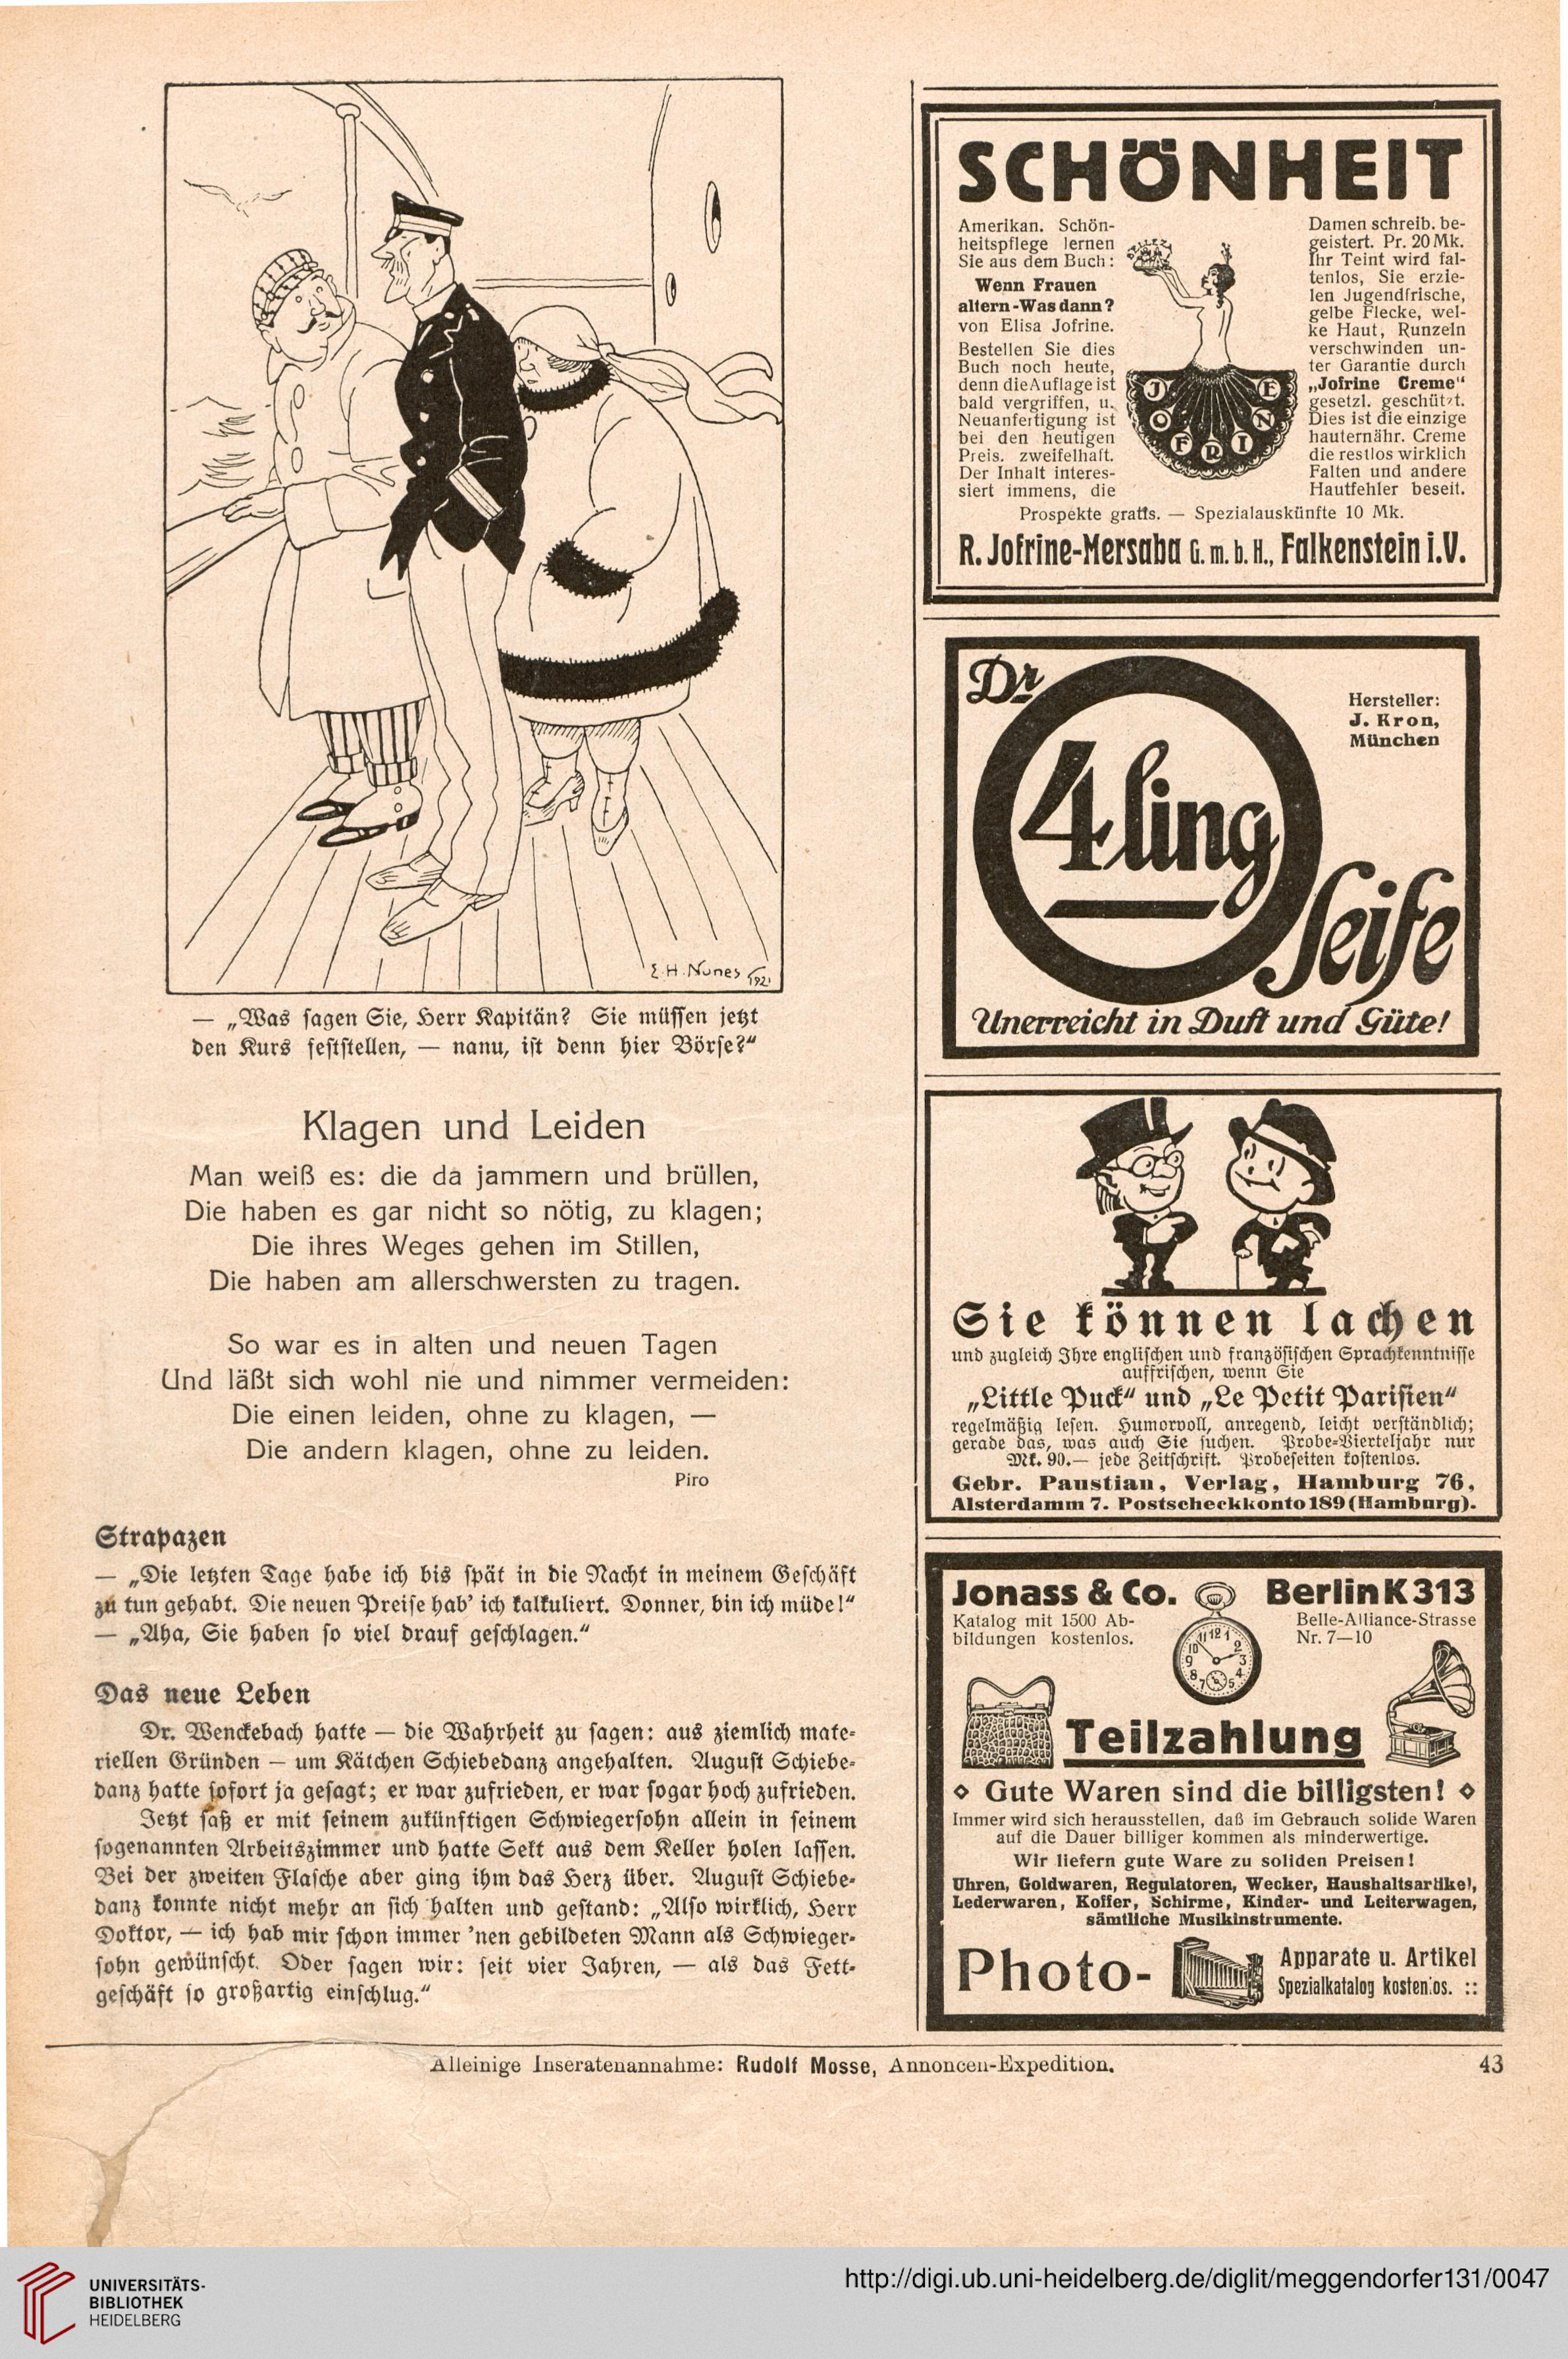 E.H.Nunes 1921
— „Was sagen Sie, Herr Kapitän? Sie müssen jetzt
den Kurs feststellen, — nanu, ist denn hier Börse?“
Klagen und Leiden
Man weiß es: die da jammern und brüllen,
Die haben es gar nicht so nötig, zu klagen;
Die ihres Weges gehen im Stillen,
Die haben am allerschwersten zu tragen.
So war es in alten und neuen Tagen
Und läßt sich wohl nie und nimmer vermeiden:
Die einen leiden, ohne zu klagen, —
Die andern klagen, ohne zu leiden.
Piro
Strapazen
— „Die letzten Tage habe ich bis spät in die Nacht in meinem Geschäft
zu tun gehabt. Die neuen Preise hab’ ich kalkuliert. Donner, bin ich müde!“
— „Aha, Sie haben so viel drauf geschlagen.“
Das neue Leben
Dr. Wenckebach hatte — die Wahrheit zu sagen: aus ziemlich mate-
riellen Gründen — um Kätchen Schiebedanz angehalten. August Schiebe-
danz hatte sofort ja gesagt; er war zufrieden, er war sogar hoch zufrieden.
Jetzt saß er mit seinem zukünftigen Schwiegersohn allein in seinem
sogenannten Arbeitszimmer und hatte Sekt aus dem Keller holen lassen.
Bei der zweiten Flasche aber ging ihm das Herz über. August Schiebe-
danz konnte nicht mehr an sich halten und gestand: „Also wirklich, Herr
Doktor, — ich hab mir schon immer ’nen gebildeten Mann als Schwieger-
sohn gewünscht. Oder sagen wir: seit vier Jahren, — als das Fett-
geschäft so großartig einschlug.“
SCHÖNHEIT
Amerikan. Schön-
heitspflege lernen
Sie aus dem Buch:
Wenn Frauen
altern-Was dann?
von Elisa Jofrine.
Bestellen Sie dies
Buch noch heute,
denn die Auflage ist
bald vergriffen, u.
Neuanfertigung ist
bei den heutigen
Preis. zweifelhaft.
Der Inhalt interes-
siert immens, die
JOFRINE
Damen schreib. be-
geistert. Pr. 20 Mk.
Ihr Teint wird fal-
tenlos, Sie erzie-
len Jugendfrische,
gelbe Flecke, wel-
ke Haut, Runzeln
verschwinden un-
ter Garantie durch
„Jofrine Creme“
gesetzl. geschützt.
Dies ist die einzige
hauternähr. Creme
die restlos wirklich
Falten und andere
Hautfehler beseit.
Prospekte gratis. — Spezialauskünfte 10 Mk.
R. Jofrine-Mersaba G. m. b. H., Falkenstein i.V.
Dr
4ling
Seife
Hersteller:
J. Kron,
München
Unerreicht in Duft und Güte!
Sie können lachen
und zugleich Ihre englischen und französischen Sprachkenntnisse
auffrischen, wenn Sie
„Little Puck“ und „Le Petit Parisien“
regelmäßig lesen. Humorvoll, anregend, leicht verständlich;
gerade das, was auch Sie suchen. Probe-Vierteljahr nur
Mk. 90.— jede Zeitschrift. Probeseiten kostenlos.
Gebr. Paustian, Verlag, Hamburg 76,
Alsterdamm 7. Postscheckkonto 189 (Hamburg).
Jonass & Co. Berlin K 313
Katalog mit 1500 Ab-
bildungen kostenlos.
Belle-Alliance-Strasse
Nr. 7—10
Teilzahlung
⋄ Gute Waren sind die billigsten! ⋄
Immer wird sich herausstellen, daß im Gebrauch solide Waren
auf die Dauer billiger kommen als minderwertige.
Wir liefern gute Ware zu soliden Preisen!
Uhren, Goldwaren, Regulatoren, Wecker, Haushaltsartikel,
Lederwaren, Koffer, Schirme, Kinder- und Leiterwagen,
sämtliche Musikinstrumente.
Photo-
Apparate u. Artikel
Spezialkatalog kostenlos. ::
Alleinige Inseratenannahme: Rudolf Mosse, Annoncen-Expedition.
43
UNIVERSITÄTS-
BIBLIOTHEK
HEIDELBERG
http://digi.ub.uni-heidelberg.de/diglit/meggendorfer131/0047